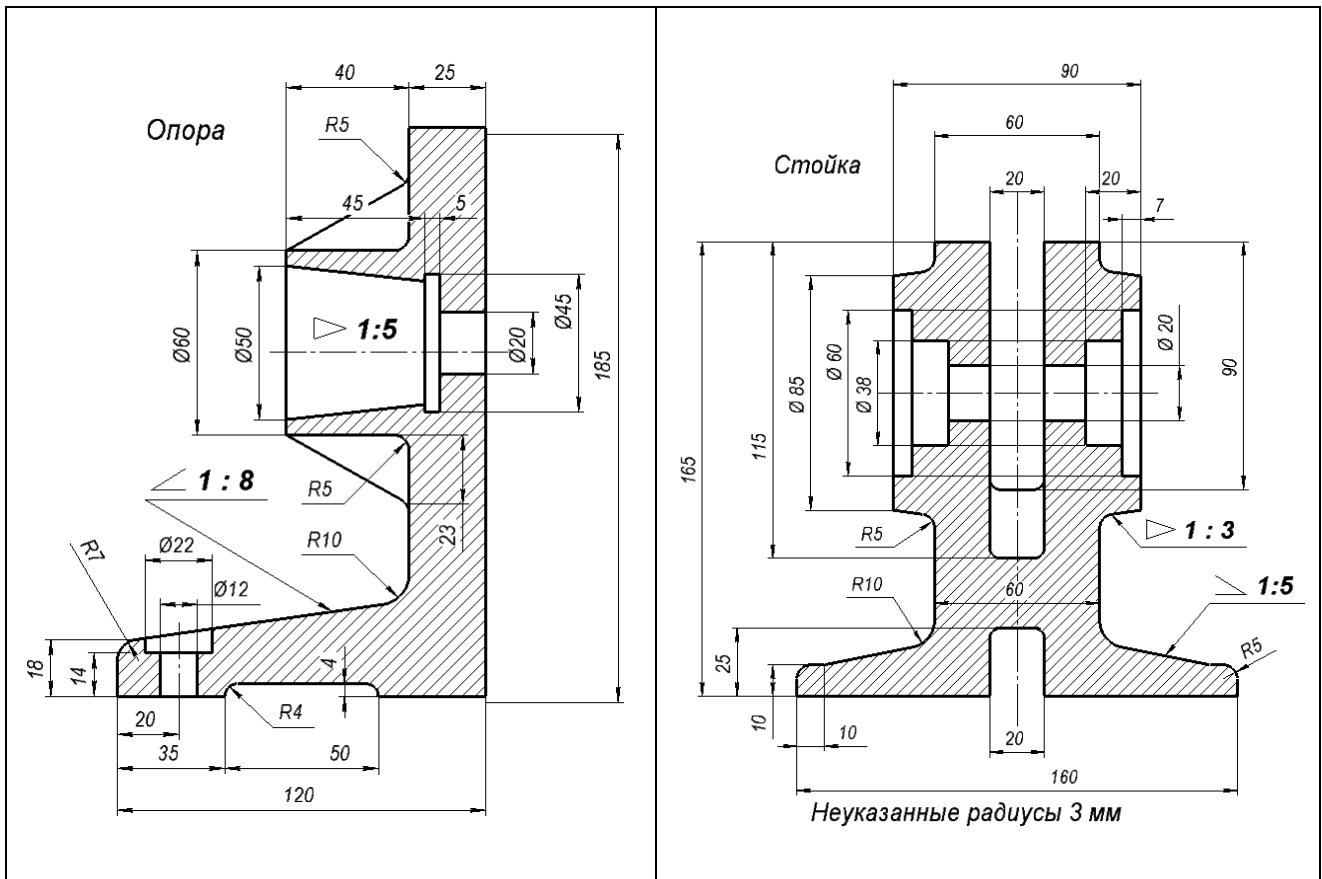 Опора
40
25
R5
45
5
Ø60
Ø50
1:5
Ø20
Ø45
185
1 : 8
R5
23
R7
Ø22
Ø12
R10
18
14
4
R4
20
35
50
120
Стойка
90
60
20
20
7
165
115
Ø 85
Ø 60
Ø 38
Ø 20
90
R5
1 : 3
R10
60
1:5
R5
25
10
10
20
160
Неуказанные радиусы 3 мм